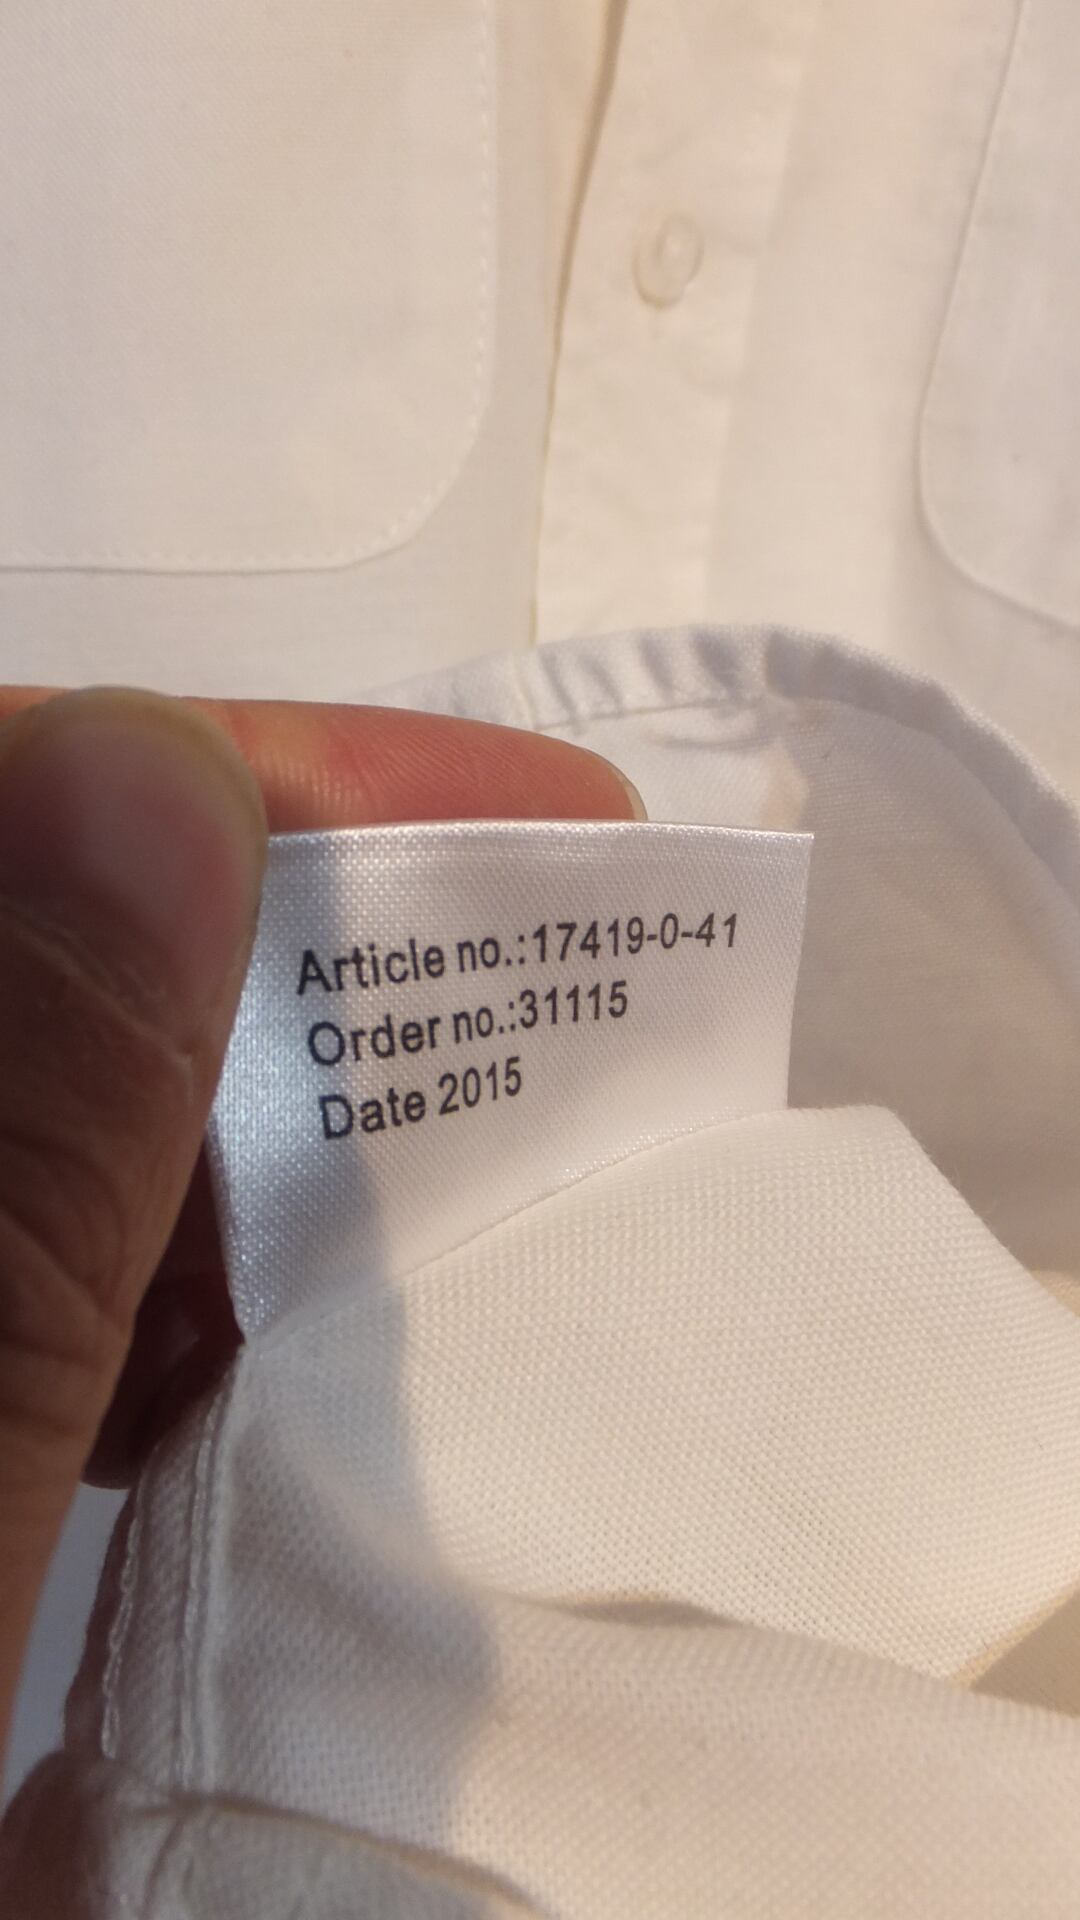 Article no.:17419-0-41
Order no.:31115
Date 2015